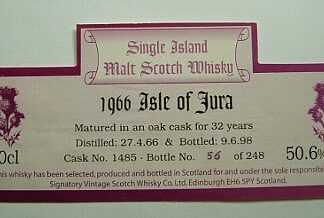 Single Island
Malt Scotch Whisky
1966 Isle of Jura
Matured in an oak cask for 32 years
Distilled: 27.4.66 & Bottled: 9.6.98
0cl Cask No. 1485 · Bottle No. 56 of 248 50.6%
his whisky has been selected, produced and bottled in Scotland for and under the sole responsib
Signatory Vintage Scotch Whisky Co. Ltd. Edinburgh EH6 5PY Scotland.